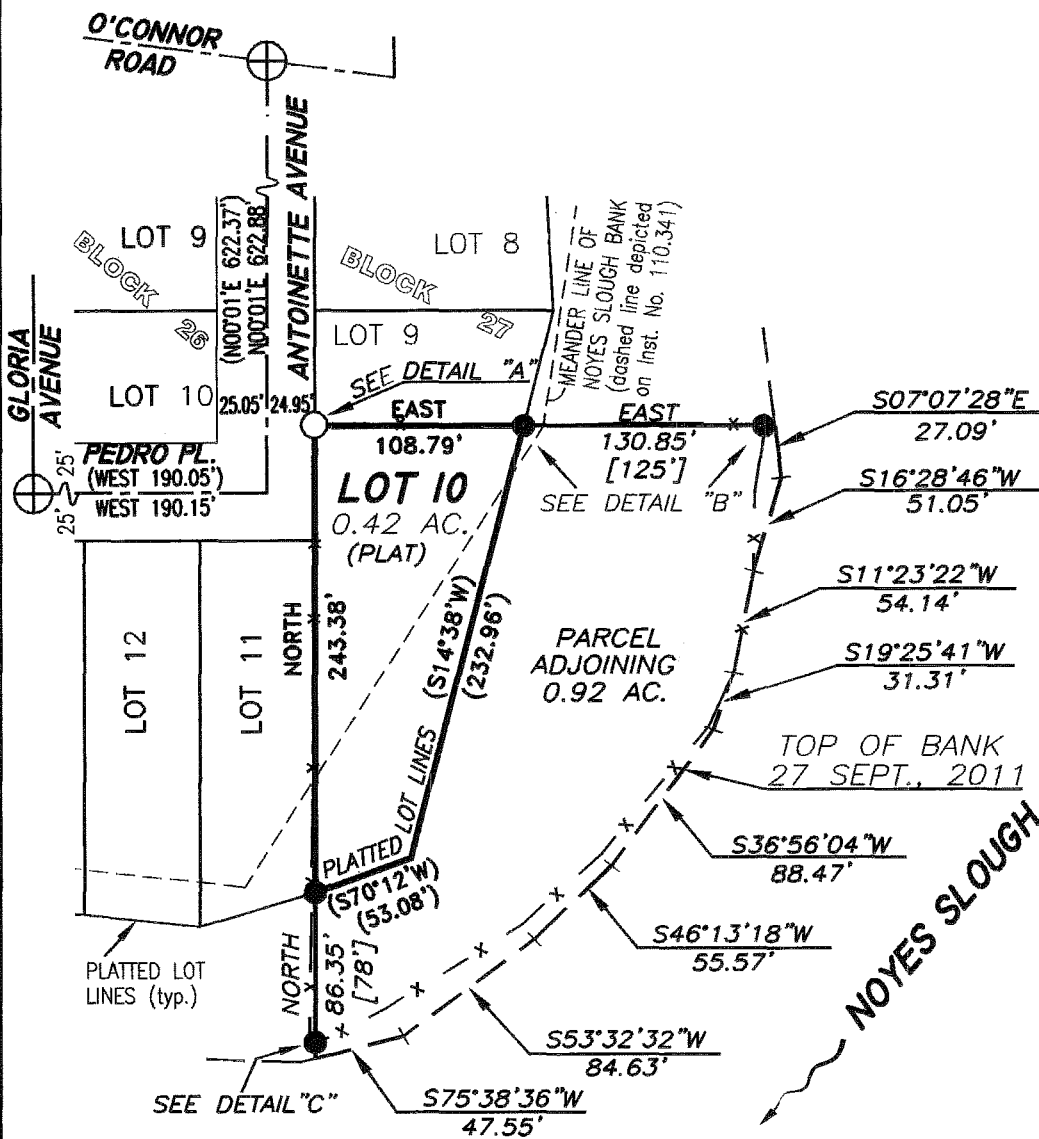 O'CONNOR
ROAD
ANTOINETTE AVENUE
GLORIA
AVENUE
LOT 9
BLOCK
26
(N00°01'E 622.37')
N00°01'E 622.88'
BLOCK
27
LOT 8
LOT 9
MEANDER LINE OF
NOYES SLOUGH BANK
(dashed line depicted
on Inst. No. 110,341)
LOT 10
25.05'
24.95'
SEE DETAIL "A"
EAST
108.79'
EAST
130.85'
[125']
SEE DETAIL "B"
S07°07'28"E
27.09'
S16°28'46"W
51.05'
S11°23'22"W
54.14'
S19°25'41"W
31.31'
PEDRO PL.
(WEST 190.05')
WEST 190.15'
25'
25'
LOT 10
0.42 AC.
(PLAT)
LOT 12
LOT 11
NORTH
243.38'
(S14°38'W)
(232.96')
PARCEL
ADJOINING
0.92 AC.
TOP OF BANK
27 SEPT., 2011
S36°56'04"W
88.47'
S46°13'18"W
55.57'
NOYES SLOUGH
PLATTED LOT LINES
(S70°12'W)
(53.08')
PLATTED LOT
LINES (typ.)
NORTH
86.35'
[78']
S53°32'32"W
84.63'
SEE DETAIL"C"
S75°38'36"W
47.55'